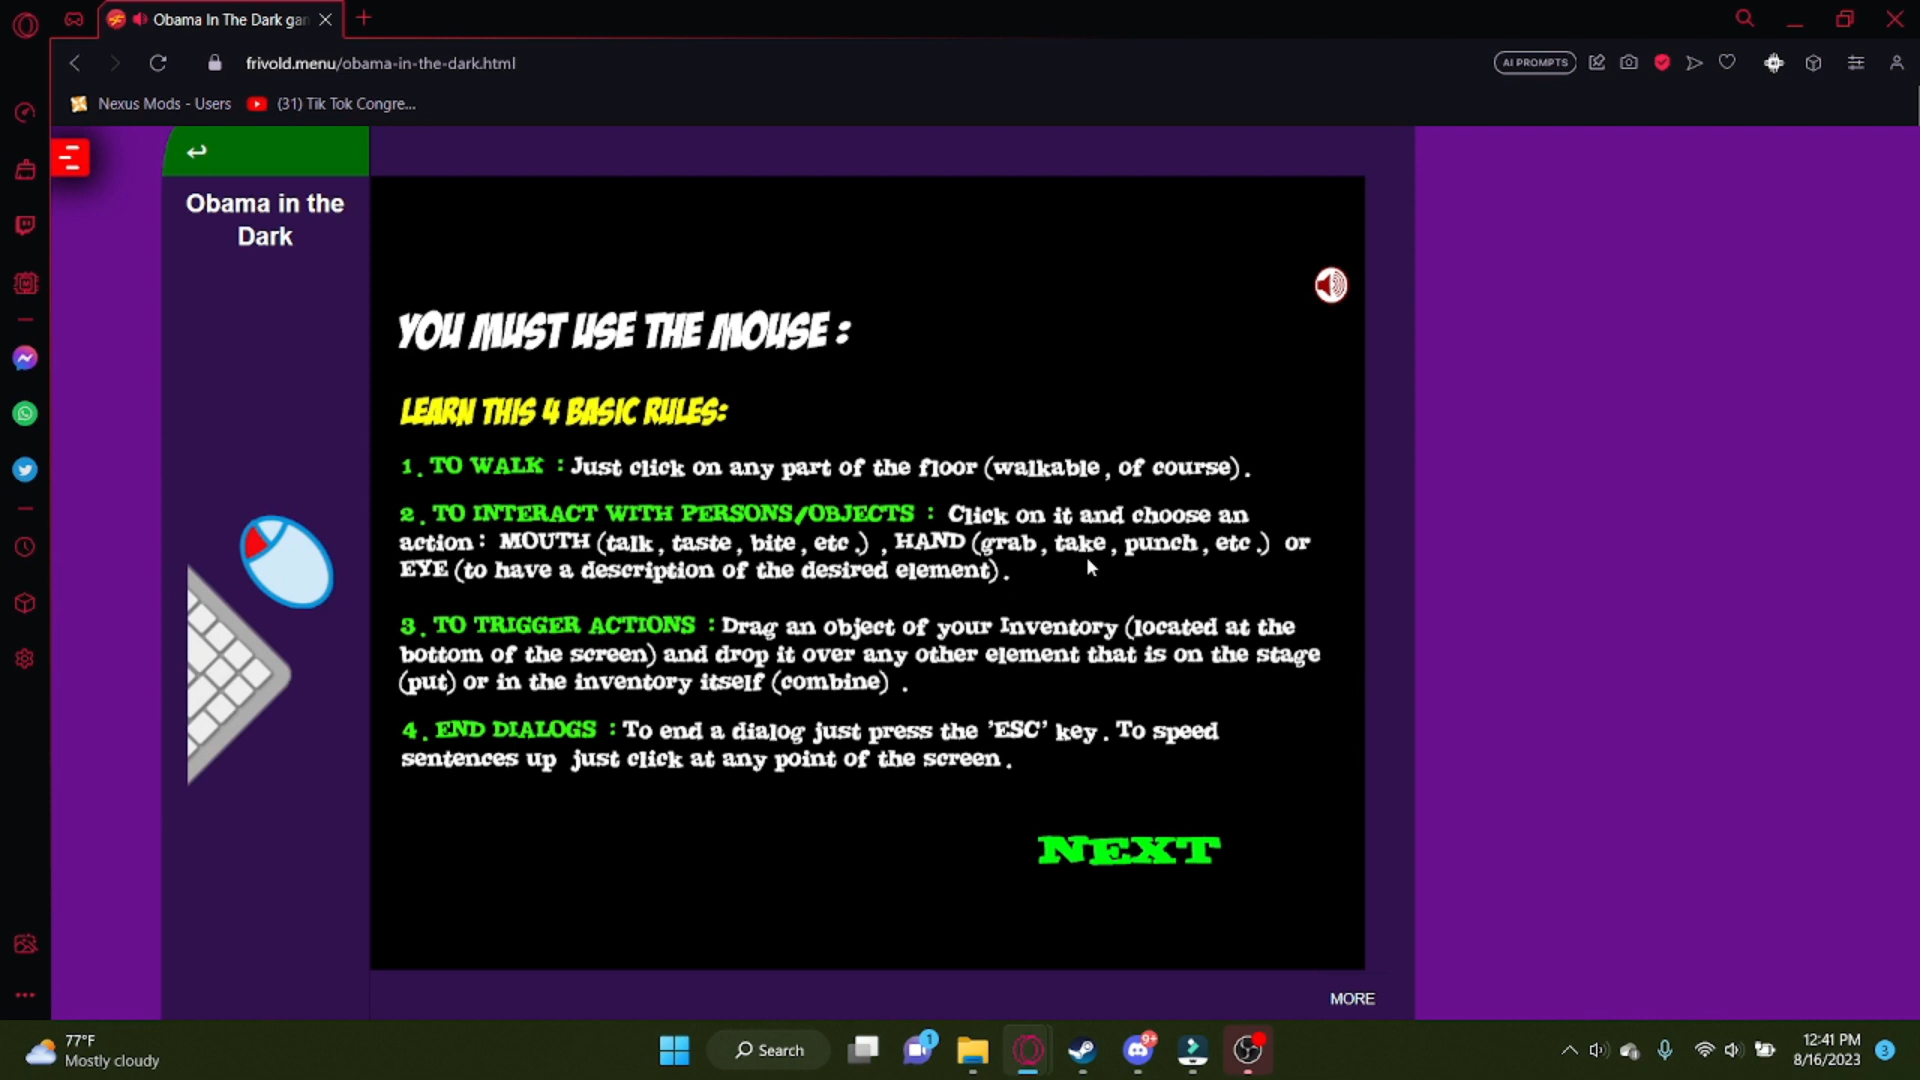 Obama In The Dark gar
frivold.menu/obama-in-the-dark.html
AI PROMPTS
Nexus Mods - Users
(31) Tik Tok Congre...
Obama in the
Dark
YOU MUST USE THE MOUSE :
LEARN THIS 4 BASIC RULES:
1. TO WALK : Just click on any part of the floor (walkable, of course).
2. TO INTERACT WITH PERSONS/OBJECTS : Click on it and choose an
action: MOUTH (talk, taste, bite, etc.) , HAND (grab, take, punch, etc.) or
EYE (to have a description of the desired element).
3. TO TRIGGER ACTIONS : Drag an object of your Inventory (located at the
bottom of the screen) and drop it over any other element that is on the stage
(put) or in the inventory itself (combine) .
4. END DIALOGS : To end a dialog just press the 'ESC' key. To speed
sentences up just click at any point of the screen.
NEXT
MORE
77°F
Mostly cloudy
Search
1
9+
12:41 PM
8/16/2023
3